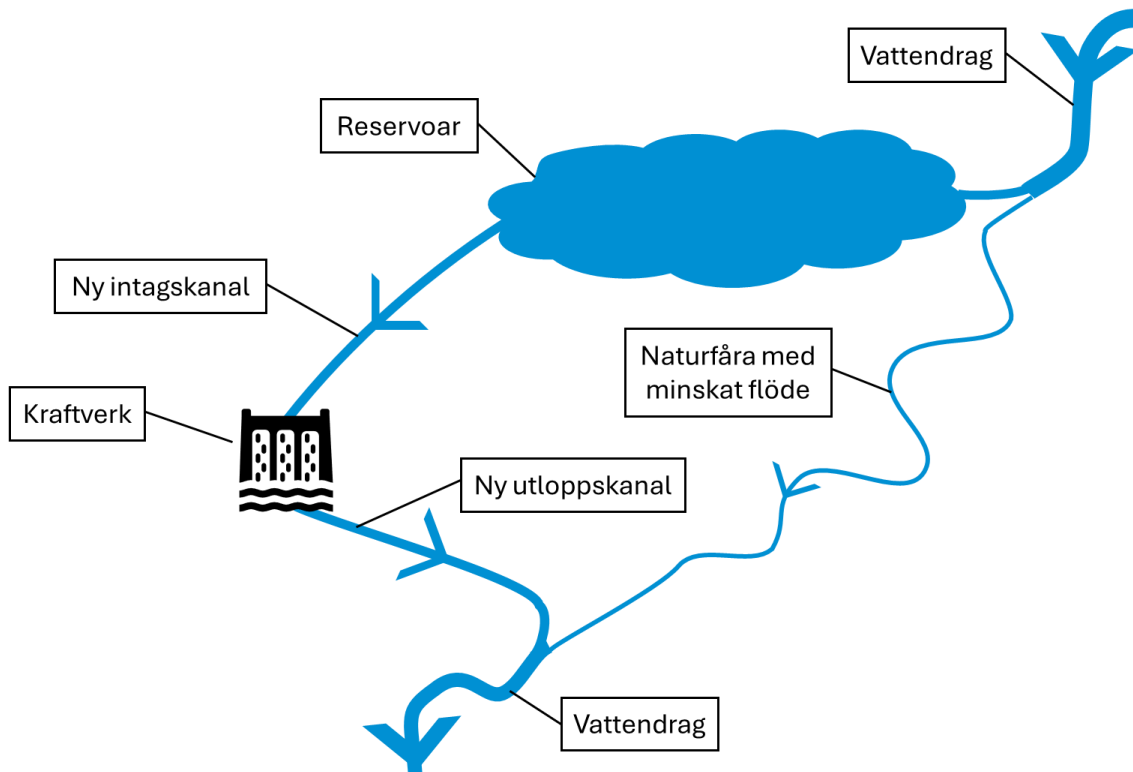 Vattendrag
Reservoar
Ny intagskanal
Naturfåra med
minskat flöde
Kraftverk
Ny utloppskanal
Vattendrag